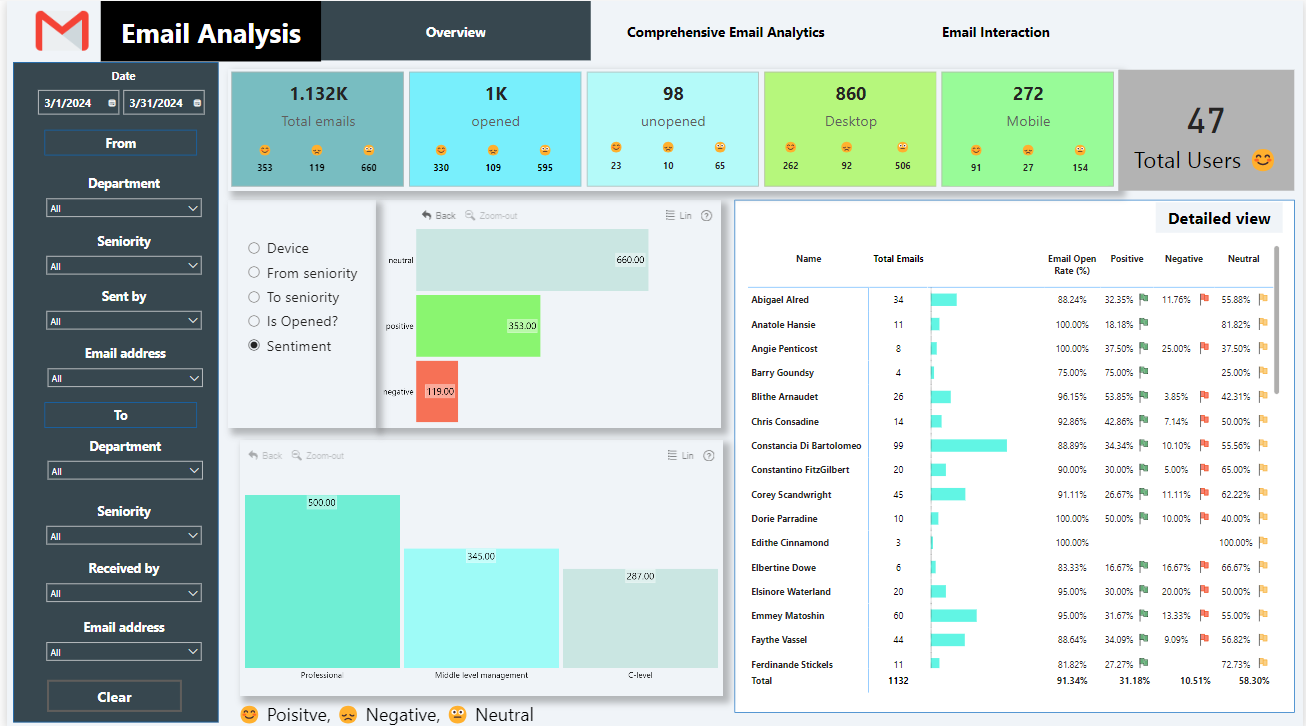 Email Analysis
Overview
Comprehensive Email Analytics
Email Interaction
Date
3/1/2024
3/31/2024
From
Department
All
Seniority
All
Sent by
All
Email address
All
To
Department
All
Seniority
All
Received by
All
Email address
All
Clear
1.132K
Total emails
353 119 660
1K
opened
330 109 595
98
unopened
23 10 65
860
Desktop
262 92 506
272
Mobile
91 27 154
47
Total Users 😊
Device
From seniority
To seniority
Is Opened?
Sentiment
Back Zoom-out Lin ?
neutral 660.00
positive 353.00
negative 119.00
Back Zoom-out Lin ?
500.00
345.00
287.00
Professional Middle level management C-level
😊 Poisitve, 😞 Negative, 😐 Neutral
Detailed view
Name Total Emails Email Open Rate (%) Positive Negative Neutral
Abigael Alred 34 88.24% 32.35% 11.76% 55.88%
Anatole Hansie 11 100.00% 18.18% 81.82%
Angie Penticost 8 100.00% 37.50% 25.00% 37.50%
Barry Goundsy 4 75.00% 75.00% 25.00%
Blithe Arnaudet 26 96.15% 53.85% 3.85% 42.31%
Chris Consadine 14 92.86% 42.86% 7.14% 50.00%
Constancia Di Bartolomeo 99 88.89% 34.34% 10.10% 55.56%
Constantino FitzGilbert 20 90.00% 30.00% 5.00% 65.00%
Corey Scandwright 45 91.11% 26.67% 11.11% 62.22%
Dorie Parradine 10 100.00% 50.00% 10.00% 40.00%
Edithe Cinnamond 3 100.00% 100.00%
Elbertine Dowe 6 83.33% 16.67% 16.67% 66.67%
Elsinore Waterland 20 95.00% 30.00% 20.00% 50.00%
Emmey Matoshin 60 95.00% 31.67% 13.33% 55.00%
Faythe Vassel 44 88.64% 34.09% 9.09% 56.82%
Ferdinande Stickels 11 81.82% 27.27% 72.73%
Total 1132 91.34% 31.18% 10.51% 58.30%